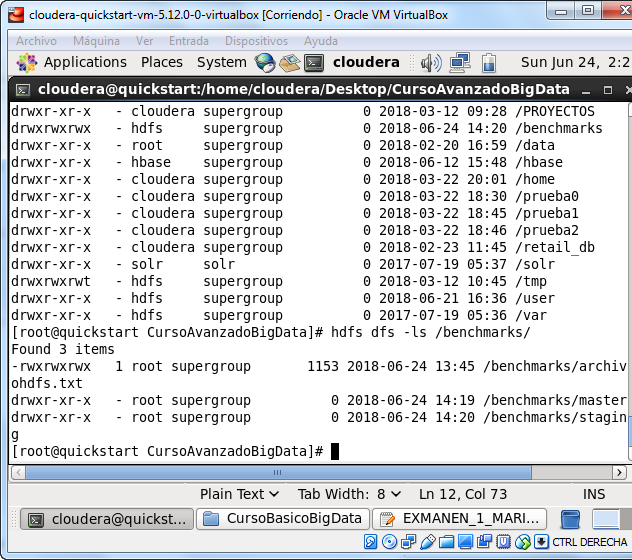 cloudera-quickstart-vm-5.12.0-0-virtualbox [Corriendo] - Oracle VM VirtualBox
Archivo Máquina Ver Entrada Dispositivos Ayuda
Applications Places System cloudera Sun Jun 24, 2:2
cloudera@quickstart:/home/cloudera/Desktop/CursoAvanzadoBigData
drwxr-xr-x - cloudera supergroup 0 2018-03-12 09:28 /PROYECTOS
drwxrwxrwx - hdfs supergroup 0 2018-06-24 14:20 /benchmarks
drwxr-xr-x - root supergroup 0 2018-02-20 16:59 /data
drwxr-xr-x - hbase supergroup 0 2018-06-12 15:48 /hbase
drwxr-xr-x - cloudera supergroup 0 2018-03-22 20:01 /home
drwxr-xr-x - cloudera supergroup 0 2018-03-22 18:30 /prueba0
drwxr-xr-x - cloudera supergroup 0 2018-03-22 18:45 /prueba1
drwxr-xr-x - cloudera supergroup 0 2018-03-22 18:46 /prueba2
drwxr-xr-x - cloudera supergroup 0 2018-02-23 11:45 /retail_db
drwxr-xr-x - solr solr 0 2017-07-19 05:37 /solr
drwxrwxrwt - hdfs supergroup 0 2018-03-12 10:45 /tmp
drwxr-xr-x - hdfs supergroup 0 2018-06-21 16:36 /user
drwxr-xr-x - hdfs supergroup 0 2017-07-19 05:36 /var
[root@quickstart CursoAvanzadoBigData]# hdfs dfs -ls /benchmarks/
Found 3 items
-rwxrwxrwx 1 root supergroup 1153 2018-06-24 13:45 /benchmarks/archiv
ohdfs.txt
drwxr-xr-x - root supergroup 0 2018-06-24 14:19 /benchmarks/master
drwxr-xr-x - root supergroup 0 2018-06-24 14:20 /benchmarks/stagin
g
[root@quickstart CursoAvanzadoBigData]#
Plain Text Tab Width: 8 Ln 12, Col 73 INS
cloudera@quickst... CursoBasicoBigData EXMANEN_1_MARI...
CTRL DERECHA